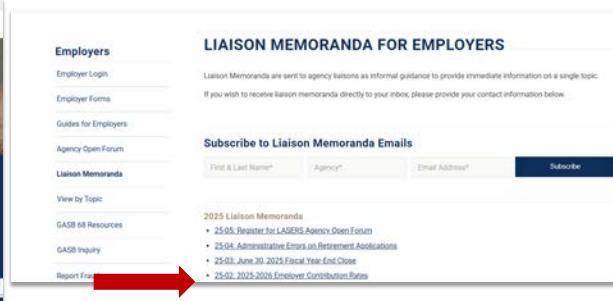 Employers
Employer Login
Employer Forms
Guides for Employers
Agency Open Forum
Liaison Memoranda
View by Topic
GASB 68 Resources
GASB Inquiry
Report Fraud
LIAISON MEMORANDA FOR EMPLOYERS
Liaison Memoranda are sent to agency liaisons as informal guidance to provide immediate information on a single topic.
If you wish to receive liaison memoranda directly to your inbox, please provide your contact information below.
Subscribe to Liaison Memoranda Emails
First & Last Name* Agency* Email Address* Subscribe
2025 Liaison Memoranda
• 25-05: Register for LASERS Agency Open Forum
• 25-04: Administrative Errors on Retirement Applications
• 25-03: June 30, 2025 Fiscal Year-End Close
• 25-02: 2025-2026 Employer Contribution Rates